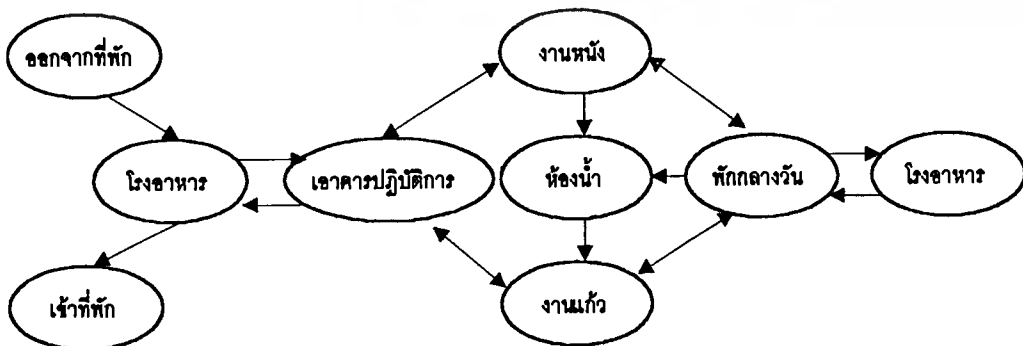 ออกจากที่พัก
งานหนัง
โรงอาหาร
เอาคารปฏิบัติการ
ห้องน้ำ
พักกลางวัน
โรงอาหาร
เข้าที่พัก
งานแก้ว